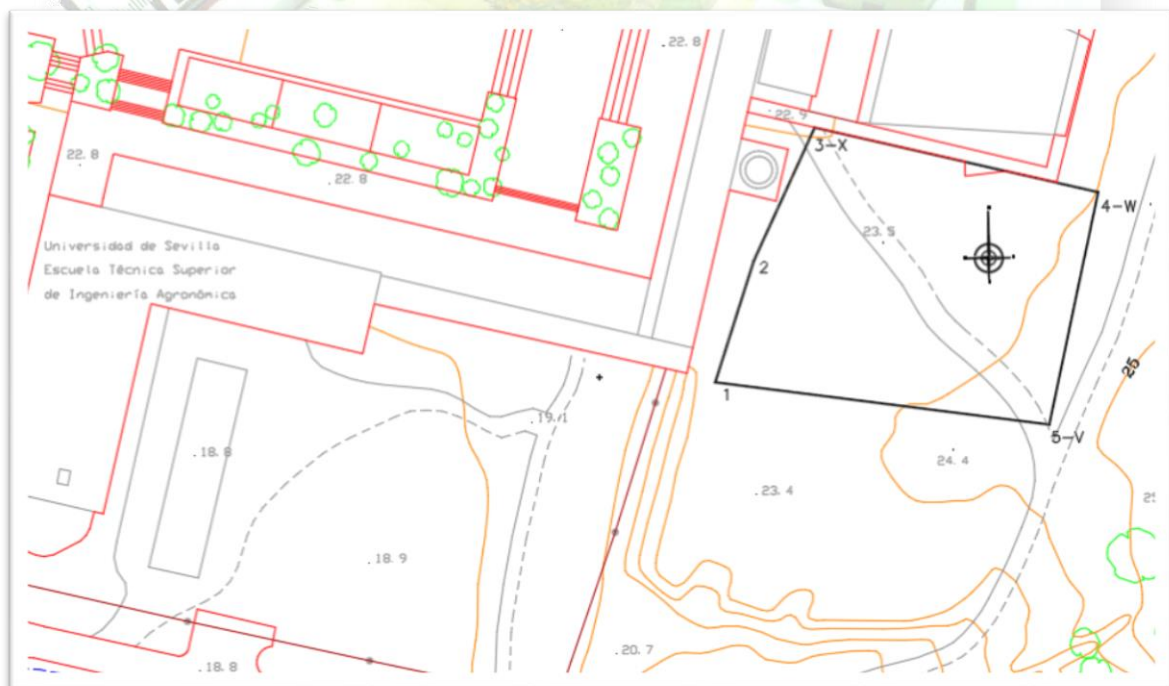 .22.8
.22.9
3-X
22.8
.22.8
4-W
23.5
Universidad de Sevilla
Escuela Técnica Superior
de Ingeniería Agronómica
2
25
1
.19.1
5-V
.18.8
24.4
.23.4
.18.9
.20.7
.18.8